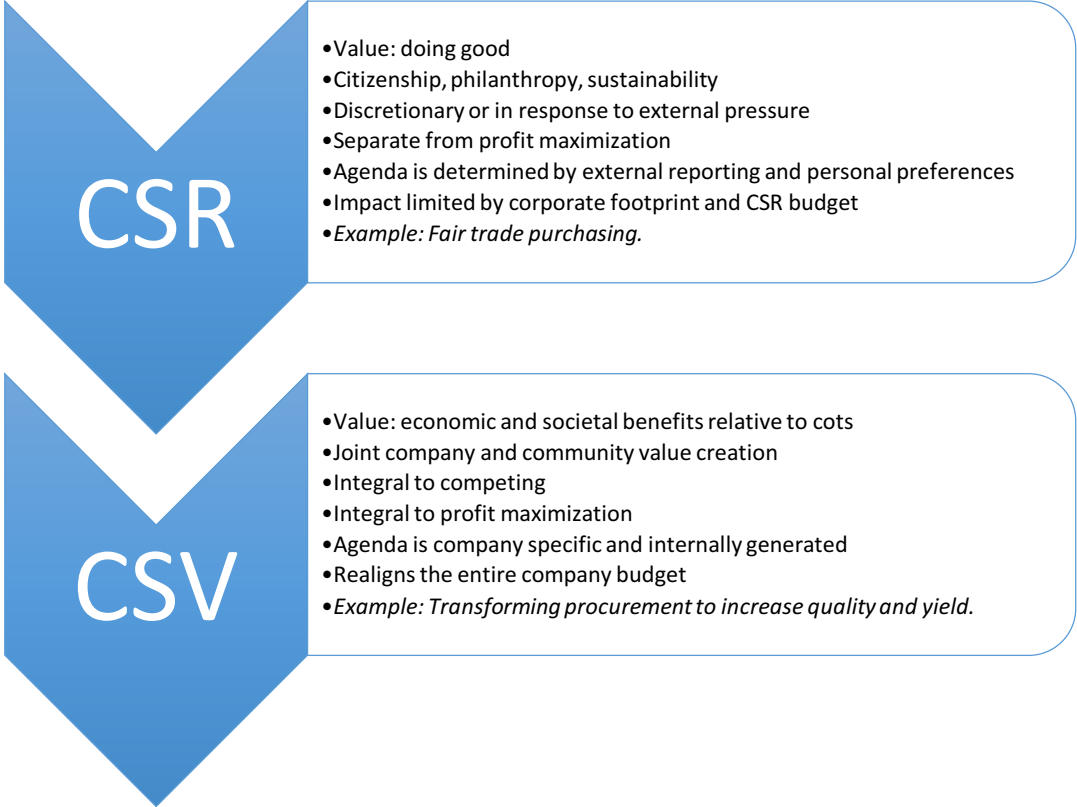 CSR
•Value: doing good
•Citizenship, philanthropy, sustainability
•Discretionary or in response to external pressure
•Separate from profit maximization
•Agenda is determined by external reporting and personal preferences
•Impact limited by corporate footprint and CSR budget
•Example: Fair trade purchasing.
CSV
•Value: economic and societal benefits relative to cots
•Joint company and community value creation
•Integral to competing
•Integral to profit maximization
•Agenda is company specific and internally generated
•Realigns the entire company budget
•Example: Transforming procurement to increase quality and yield.